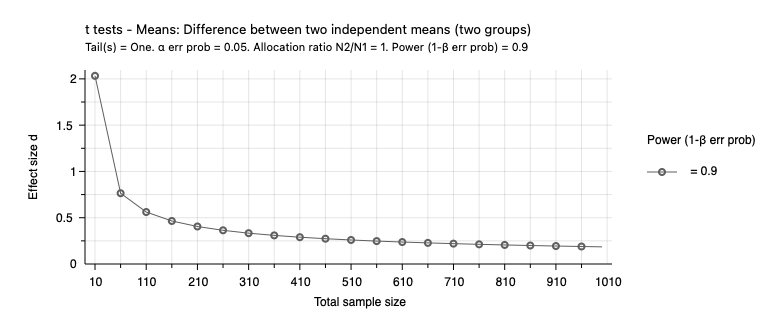 t tests - Means: Difference between two independent means (two groups)
Tail(s) = One. α err prob = 0.05. Allocation ratio N2/N1 = 1. Power (1-β err prob) = 0.9
2
1.5
1
0.5
0
Effect size d
10 110 210 310 410 510 610 710 810 910 1010
Total sample size
Power (1-β err prob)
= 0.9